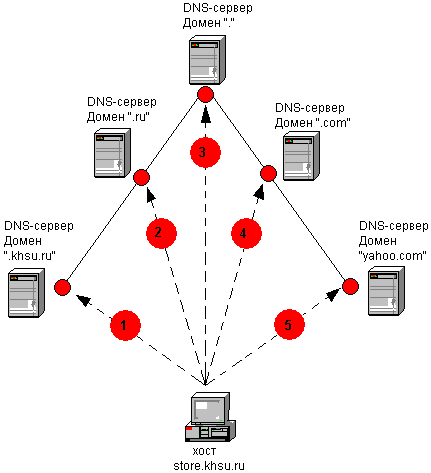 DNS-сервер
Домен "."
DNS-сервер
Домен ".ru"
DNS-сервер
Домен ".com"
3
2
4
DNS-сервер
Домен
".khsu.ru"
DNS-сервер
Домен
"yahoo.com"
1
5
хост
store.khsu.ru